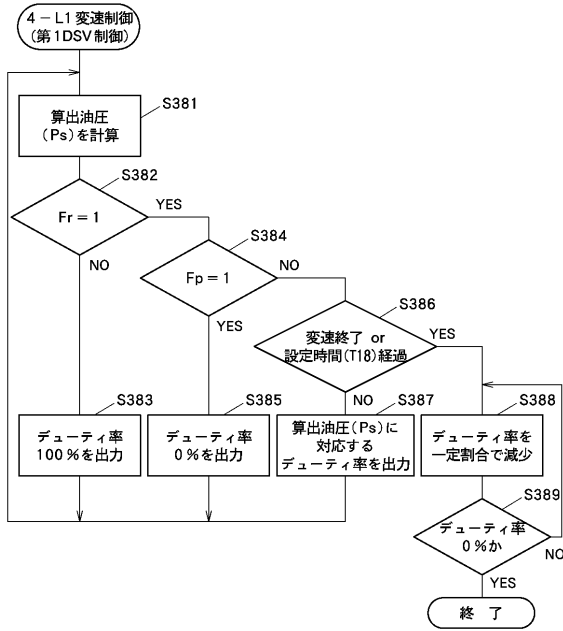 4－L1変速制御
(第1DSV制御)
S381
算出油圧
(Ps)を計算
S382
Fr＝1
YES
NO
S384
Fp＝1
NO
YES
S386
変速終了 or
設定時間(T18)経過
YES
NO
S383
デューティ率
100％を出力
S385
デューティ率
0％を出力
S387
算出油圧(Ps)に
対応する
デューティ率を出力
S388
デューティ率を
一定割合で減少
S389
デューティ率
0％か
NO
YES
終了